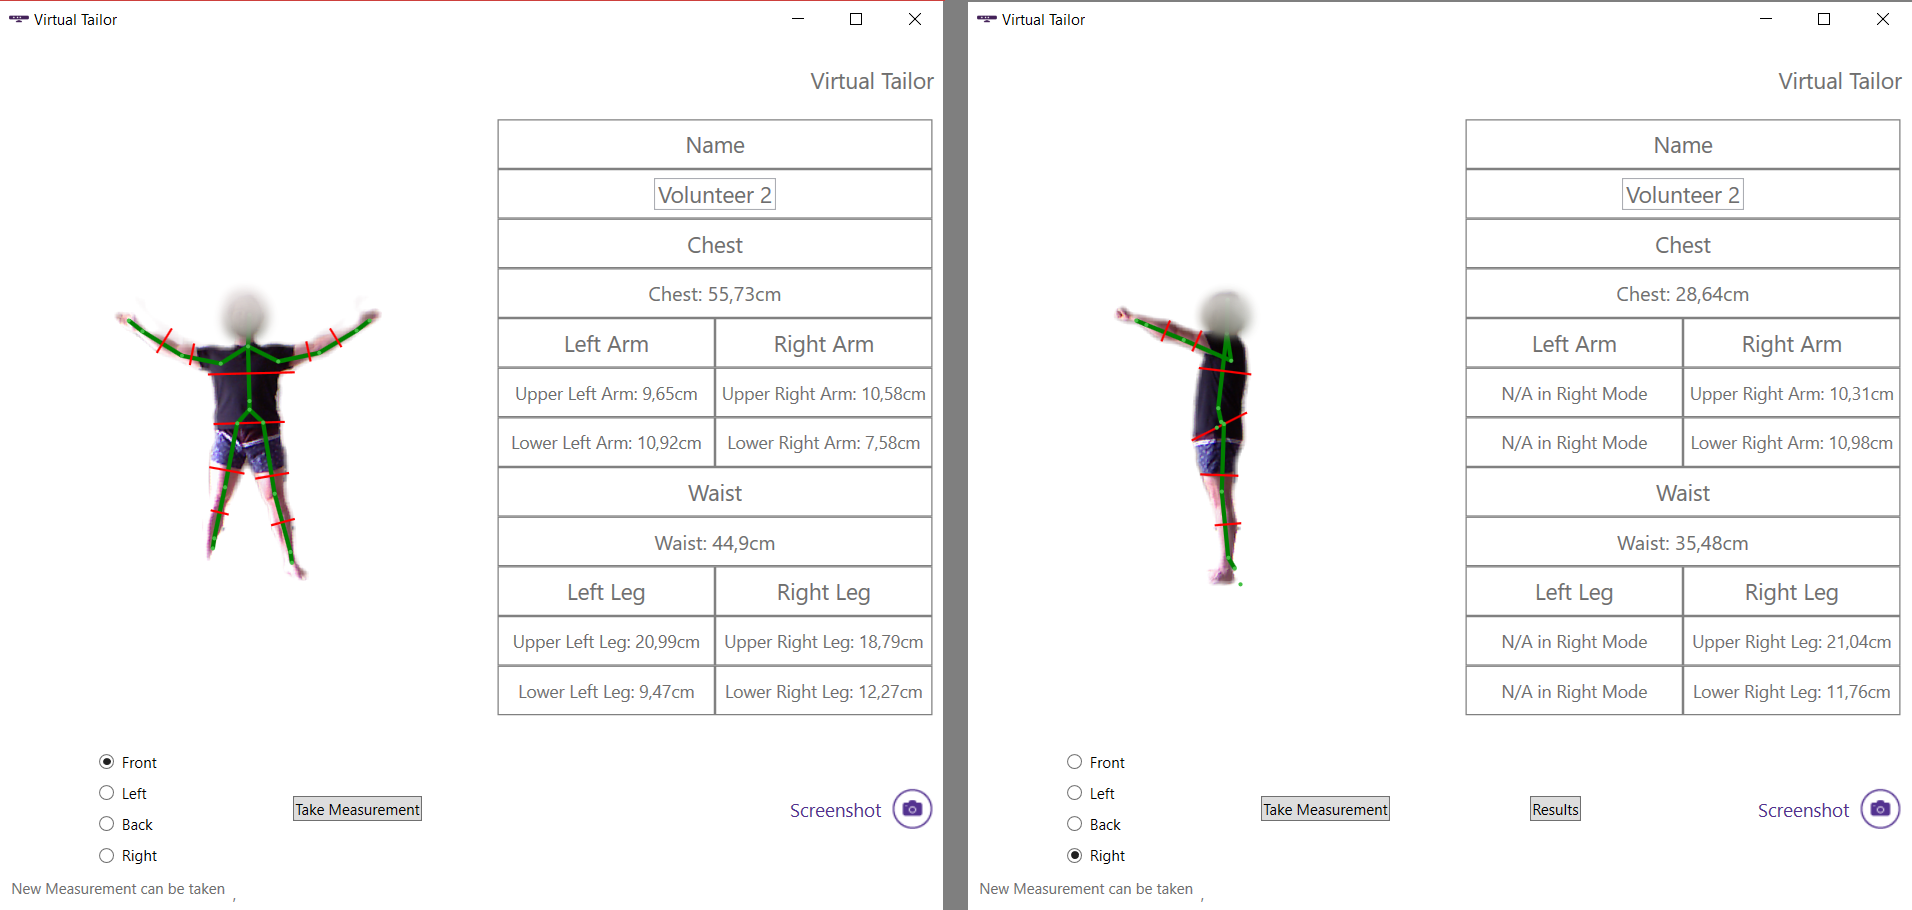 Virtual Tailor
Virtual Tailor
Name
Volunteer 2
Chest
Chest: 55,73cm
Left Arm Right Arm
Upper Left Arm: 9,65cm Upper Right Arm: 10,58cm
Lower Left Arm: 10,92cm Lower Right Arm: 7,58cm
Waist
Waist: 44,9cm
Left Leg Right Leg
Upper Left Leg: 20,99cm Upper Right Leg: 18,79cm
Lower Left Leg: 9,47cm Lower Right Leg: 12,27cm
Front
Left
Back
Right
Take Measurement
Screenshot
New Measurement can be taken ,
Virtual Tailor
Virtual Tailor
Name
Volunteer 2
Chest
Chest: 28,64cm
Left Arm Right Arm
N/A in Right Mode Upper Right Arm: 10,31cm
N/A in Right Mode Lower Right Arm: 10,98cm
Waist
Waist: 35,48cm
Left Leg Right Leg
N/A in Right Mode Upper Right Leg: 21,04cm
N/A in Right Mode Lower Right Leg: 11,76cm
Front
Left
Back
Right
Take Measurement
Results
Screenshot
New Measurement can be taken ,